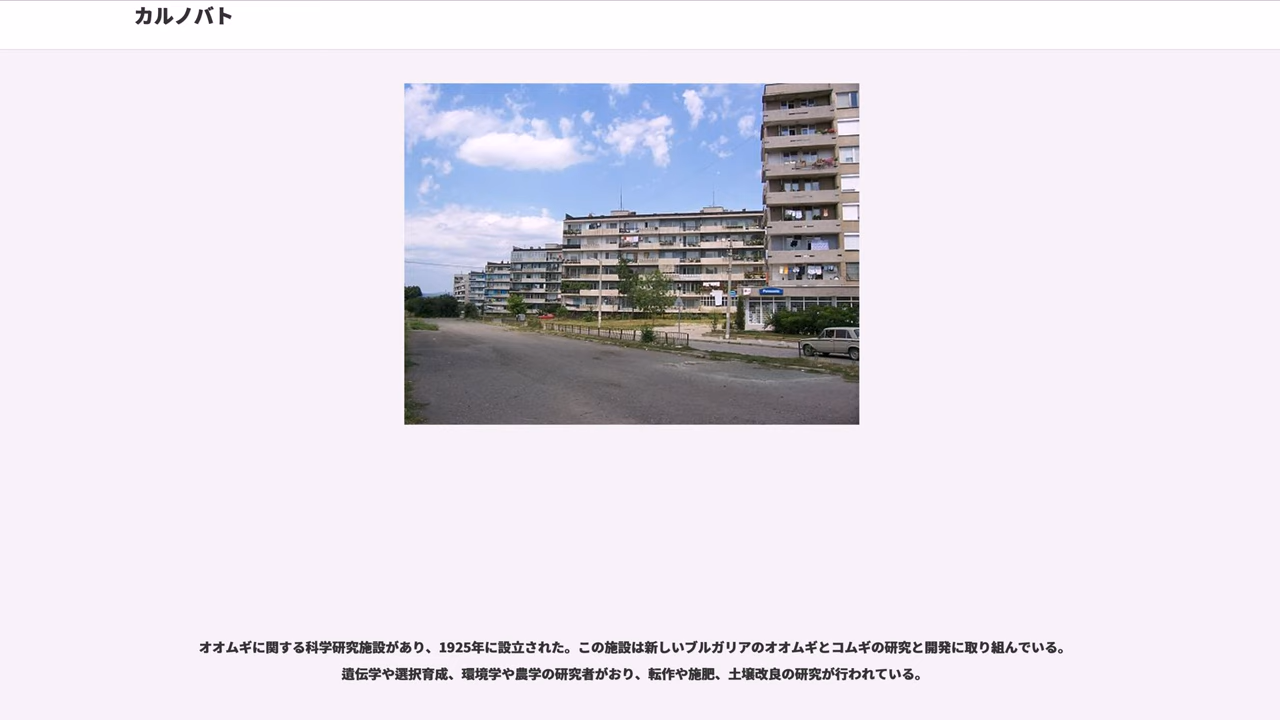 カルノバト
オオムギに関する科学研究施設があり、1925年に設立された。この施設は新しいブルガリアのオオムギとコムギの研究と開発に取り組んでいる。
遺伝学や選択育成、環境学や農学の研究者がおり、転作や施肥、土壌改良の研究が行われている。